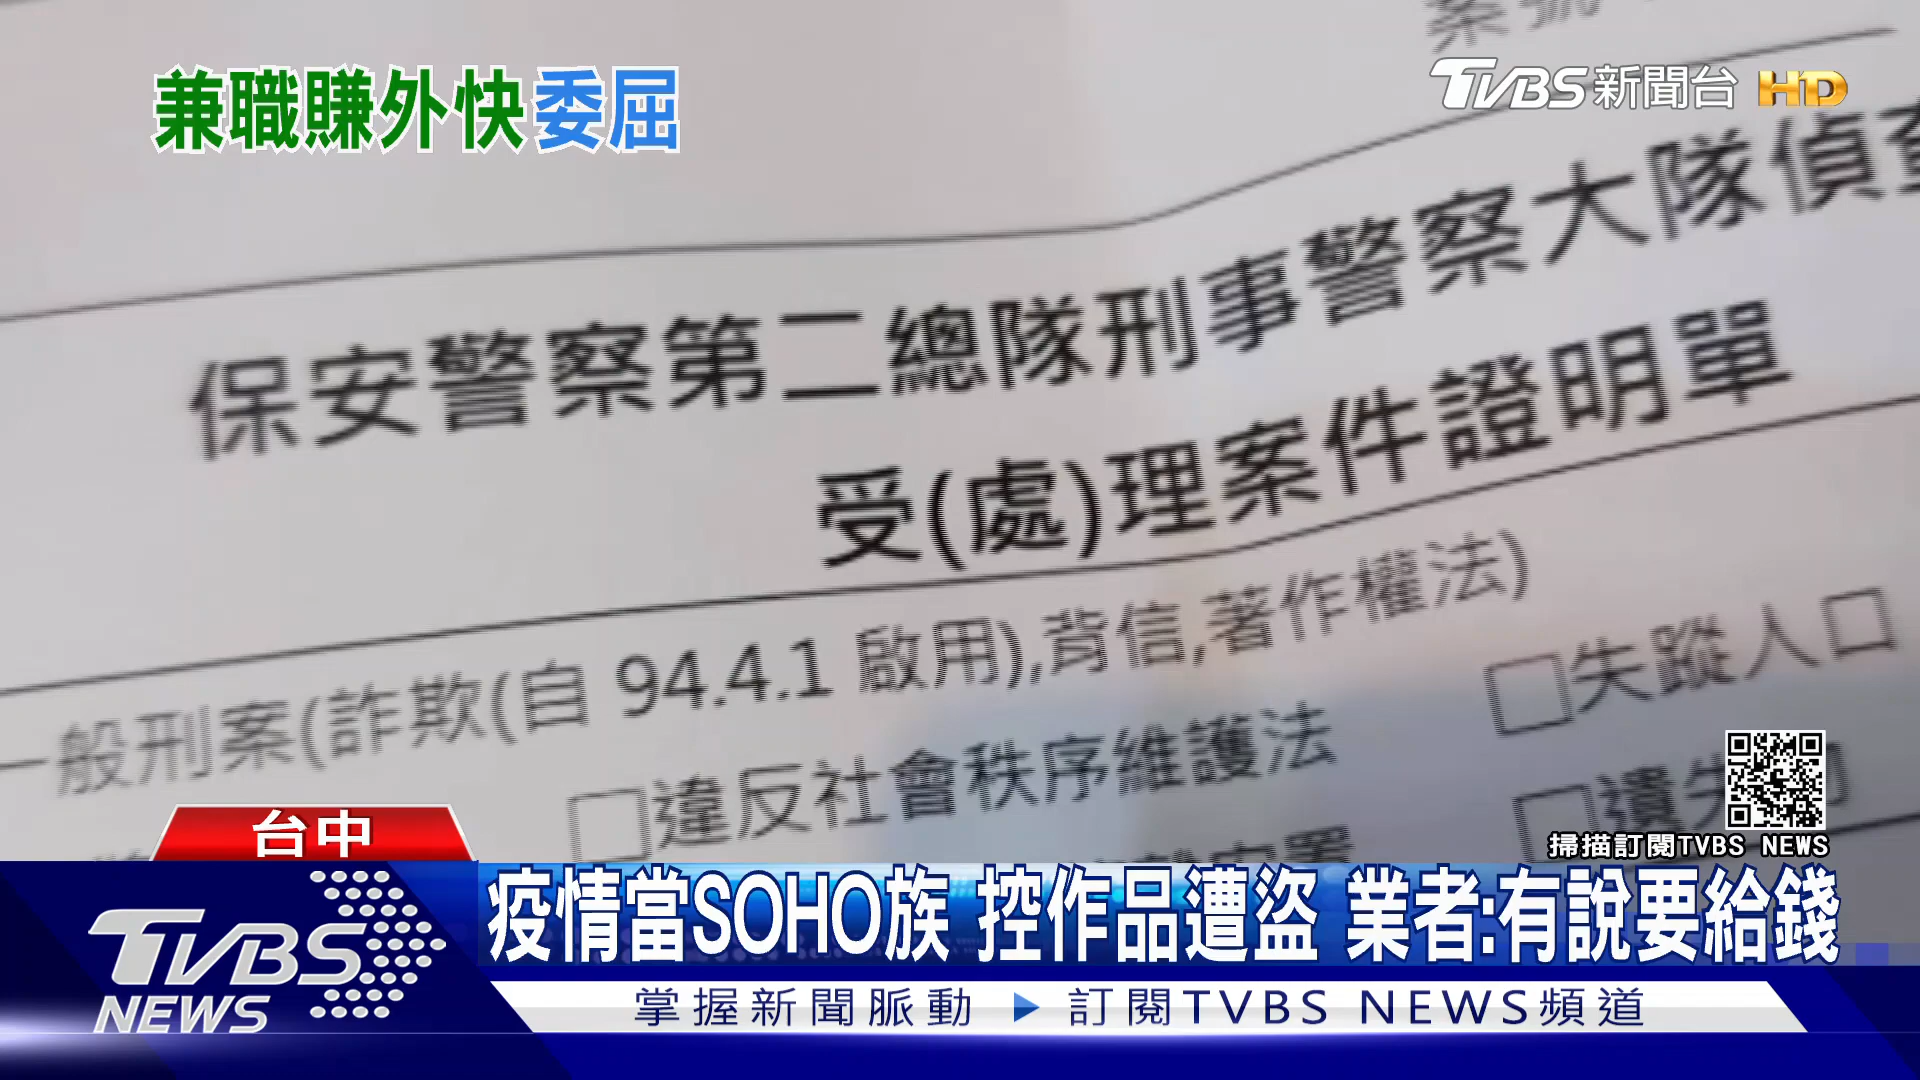 兼職賺外快委屈
TVBS新聞台 HD
保安警察第二總隊刑事警察大隊偵查
受(處)理案件證明單
一般刑案(詐欺(自 94.4.1 啟用),背信,著作權法)
□違反社會秩序維護法
□失蹤人口
掃描訂閱TVBS NEWS
台中
疫情當SOHO族 控作品遭盜 業者:有說要給錢
TVBS
NEWS
掌握新聞脈動 ▶ 訂閱TVBS NEWS頻道